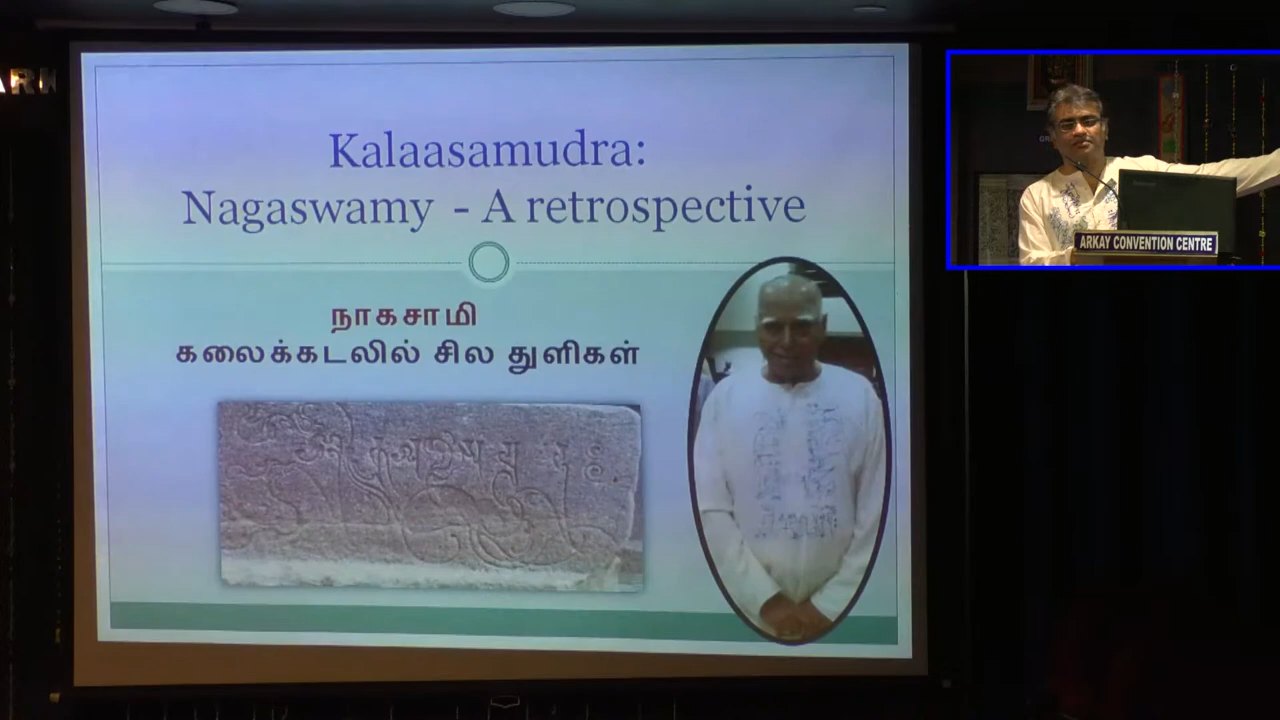 Kalaasamudra:
Nagaswamy - A retrospective
நாகசாமி
கலைக்கடலில் சில துளிகள்
ARKAY CONVENTION CENTRE